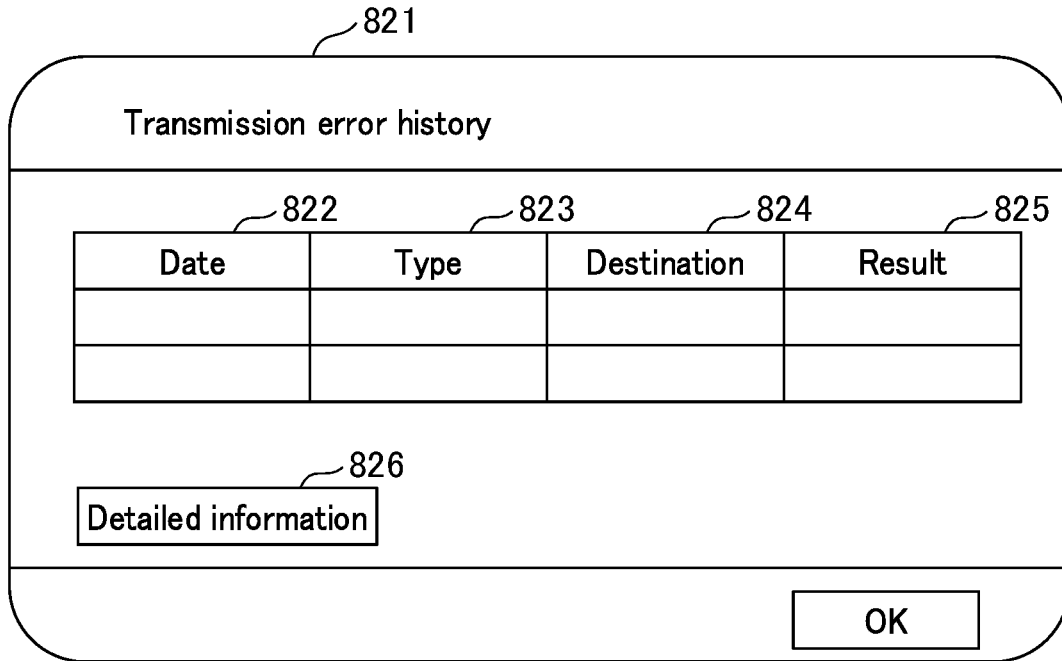 821
Transmission error history
822 823 824 825
Date Type Destination Result
826
Detailed information
OK